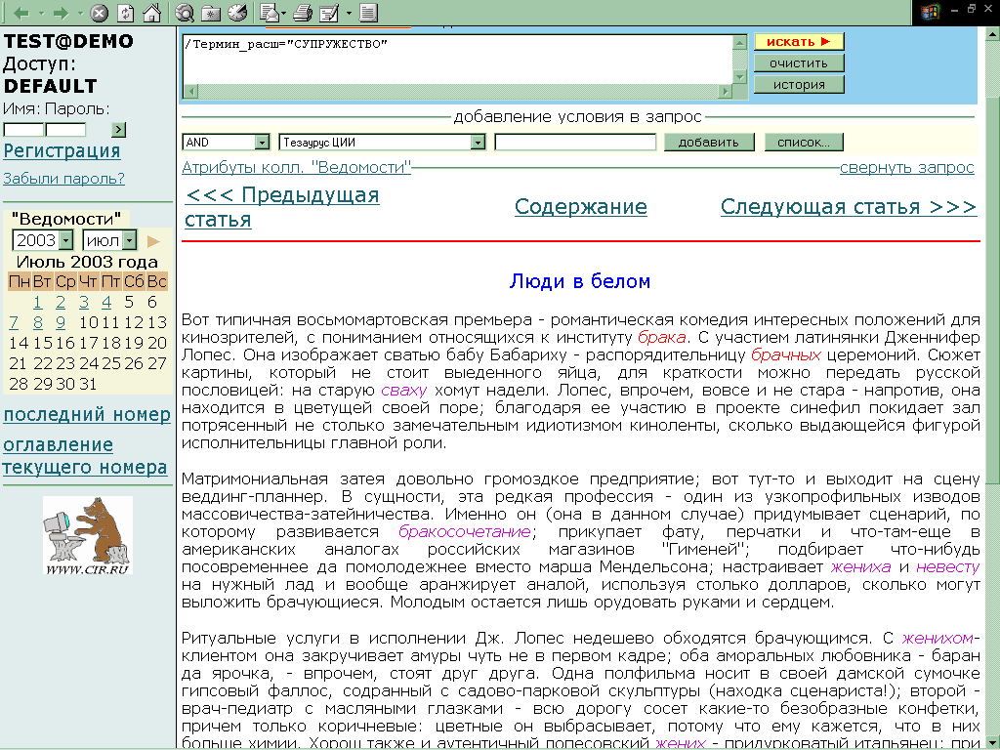 TEST@DEMO
Доступ:
DEFAULT
Имя: Пароль:
>
Регистрация
Забыли пароль?
"Ведомости"
2003 июл
Июль 2003 года
Пн Вт Ср Чт Пт Сб Вс
1 2 3 4 5 6
7 8 9 10 11 12 13
14 15 16 17 18 19 20
21 22 23 24 25 26 27
28 29 30 31
последний номер
оглавление
текущего номера
WWW.CIR.RU
/Термин_расш="СУПРУЖЕСТВО"
искать
очистить
история
добавление условия в запрос
AND Тезаурус ЦИИ добавить список...
Атрибуты колл. "Ведомости" свернуть запрос
<<< Предыдущая
статья
Содержание
Следующая статья >>>
Люди в белом
Вот типичная восьмомартовская премьера - романтическая комедия интересных положений для
кинозрителей, с пониманием относящихся к институту брака. С участием латинянки Дженнифер
Лопес. Она изображает сватью бабу Бабариху - распорядительницу брачных церемоний. Сюжет
картины, который не стоит выеденного яйца, для краткости можно передать русской
пословицей: на старую сваху хомут надели. Лопес, впрочем, вовсе и не стара - напротив, она
находится в цветущей своей поре; благодаря ее участию в проекте синефил покидает зал
потрясенный не столько замечательным идиотизмом киноленты, сколько выдающейся фигурой
исполнительницы главной роли.
Матримониальная затея довольно громоздкое предприятие; вот тут-то и выходит на сцену
веддинг-планнер. В сущности, эта редкая профессия - один из узкопрофильных изводов
массовичества-затейничества. Именно он (она в данном случае) придумывает сценарий, по
которому развивается бракосочетание; прикупает фату, перчатки и что-там-еще в
американских аналогах российских магазинов "Гименей"; подбирает что-нибудь
посовременнее да помолодежнее вместо марша Мендельсона; настраивает жениха и невесту
на нужный лад и вообще аранжирует аналой, используя столько долларов, сколько могут
выложить брачующиеся. Молодым остается лишь орудовать руками и сердцем.
Ритуальные услуги в исполнении Дж. Лопес недешево обходятся брачующимся. С женихом-
клиентом она закручивает амуры чуть не в первом кадре; оба аморальных любовника - баран
да ярочка, - впрочем, стоят друг друга. Одна полфильма носит в своей дамской сумочке
гипсовый фаллос, содранный с садово-парковой скульптуры (находка сценариста!); второй -
врач-педиатр с масляными глазками - всю дорогу сосет какие-то безобразные конфетки,
причем только коричневые: цветные он выбрасывает, потому что ему кажется, что в них
больше химии. Хорош также и аутентичный лопесовский жених - придурковатый итальянец; при